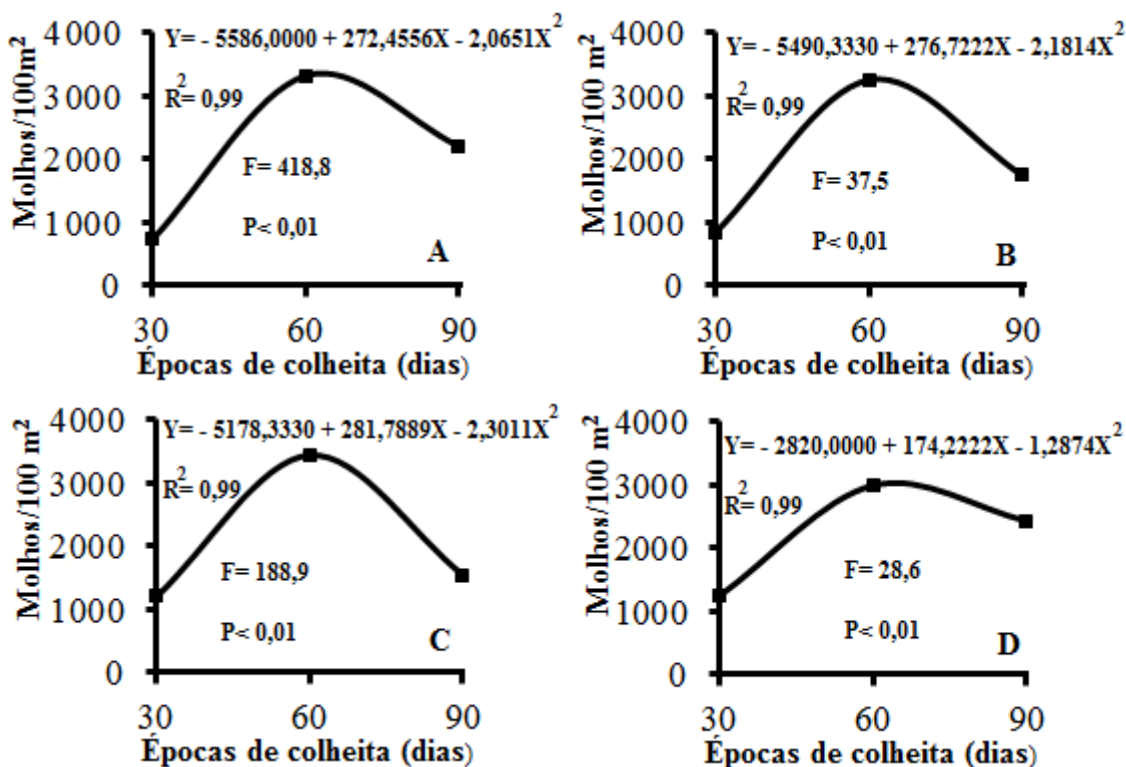 Y= - 5586,0000 + 272,4556X - 2,0651X²
R²= 0,99
F= 418,8
P< 0,01
A
Molhos/100m²
4000
3000
2000
1000
0
30 60 90
Épocas de colheita (dias)
Y= - 5490,3330 + 276,7222X - 2,1814X²
R²= 0,99
F= 37,5
P< 0,01
B
Molhos/100 m²
4000
3000
2000
1000
0
30 60 90
Épocas de colheita (dias)
Y= - 5178,3330 + 281,7889X - 2,3011X²
R²= 0,99
F= 188,9
P< 0,01
C
Molhos/100 m²
4000
3000
2000
1000
0
30 60 90
Épocas de colheita (dias)
Y= - 2820,0000 + 174,2222X - 1,2874X²
R²= 0,99
F= 28,6
P< 0,01
D
Molhos/100 m²
4000
3000
2000
1000
0
30 60 90
Épocas de colheita (dias)